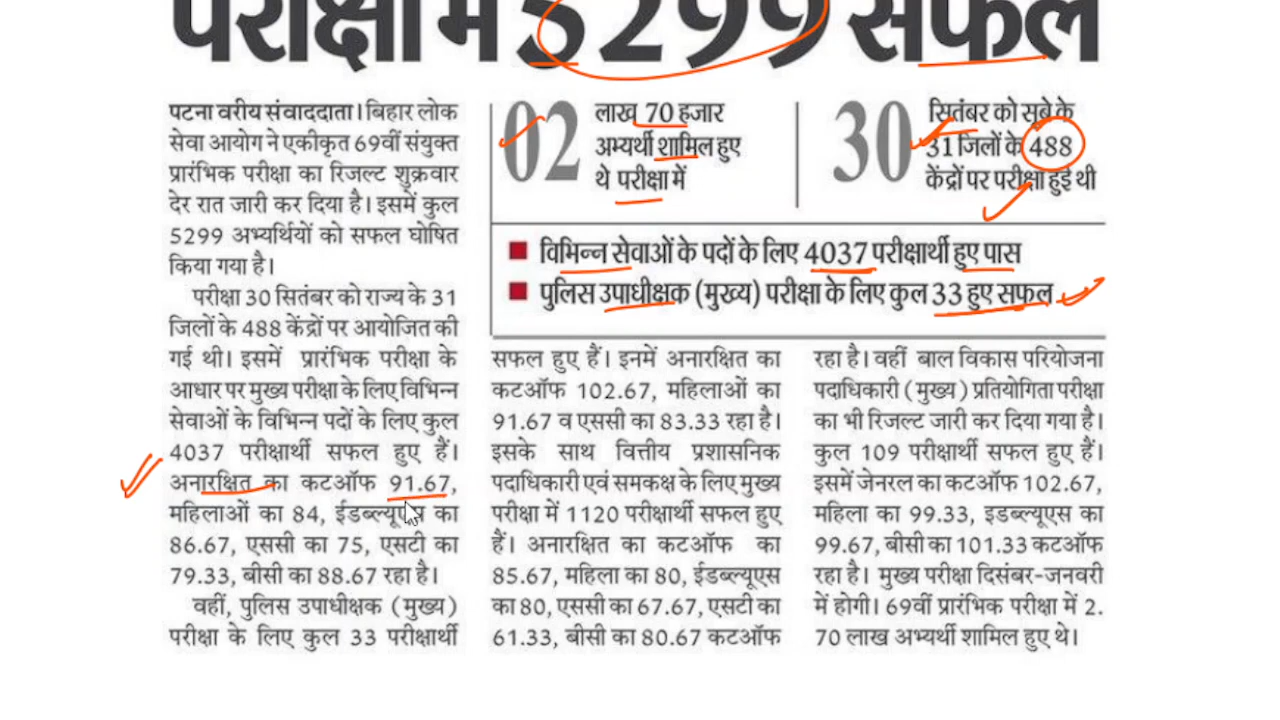 परीक्षा में 5299 सफल
02
लाख 70 हजार
अभ्यर्थी शामिल हुए
थे परीक्षा में
30
सितंबर को सूबे के
31 जिलों के 488
केंद्रों पर परीक्षा हुई थी
विभिन्न सेवाओं के पदों के लिए 4037 परीक्षार्थी हुए पास
पुलिस उपाधीक्षक (मुख्य) परीक्षा के लिए कुल 33 हुए सफल
पटना वरीय संवाददाता। बिहार लोक
सेवा आयोग ने एकीकृत 69वीं संयुक्त
प्रारंभिक परीक्षा का रिजल्ट शुक्रवार
देर रात जारी कर दिया है। इसमें कुल
5299 अभ्यर्थियों को सफल घोषित
किया गया है।
परीक्षा 30 सितंबर को राज्य के 31
जिलों के 488 केंद्रों पर आयोजित की
गई थी। इसमें प्रारंभिक परीक्षा के
आधार पर मुख्य परीक्षा के लिए विभिन्न
सेवाओं के विभिन्न पदों के लिए कुल
4037 परीक्षार्थी सफल हुए हैं।
अनारक्षित का कटऑफ 91.67,
महिलाओं का 84, ईडब्ल्यूएस का
86.67, एससी का 75, एसटी का
79.33, बीसी का 88.67 रहा है।
वहीं, पुलिस उपाधीक्षक (मुख्य)
परीक्षा के लिए कुल 33 परीक्षार्थी
सफल हुए हैं। इनमें अनारक्षित का
कटऑफ 102.67, महिलाओं का
91.67 व एससी का 83.33 रहा है।
इसके साथ वित्तीय प्रशासनिक
पदाधिकारी एवं समकक्ष के लिए मुख्य
परीक्षा में 1120 परीक्षार्थी सफल हुए
हैं। अनारक्षित का कटऑफ का
85.67, महिला का 80, ईडब्ल्यूएस
का 80, एससी का 67.67, एसटी का
61.33, बीसी का 80.67 कटऑफ
रहा है। वहीं बाल विकास परियोजना
पदाधिकारी (मुख्य) प्रतियोगिता परीक्षा
का भी रिजल्ट जारी कर दिया गया है।
कुल 109 परीक्षार्थी सफल हुए हैं।
इसमें जेनरल का कटऑफ 102.67,
महिला का 99.33, इडब्ल्यूएस का
99.67, बीसी का 101.33 कटऑफ
रहा है। मुख्य परीक्षा दिसंबर-जनवरी
में होगी। 69वीं प्रारंभिक परीक्षा में 2.
70 लाख अभ्यर्थी शामिल हुए थे।